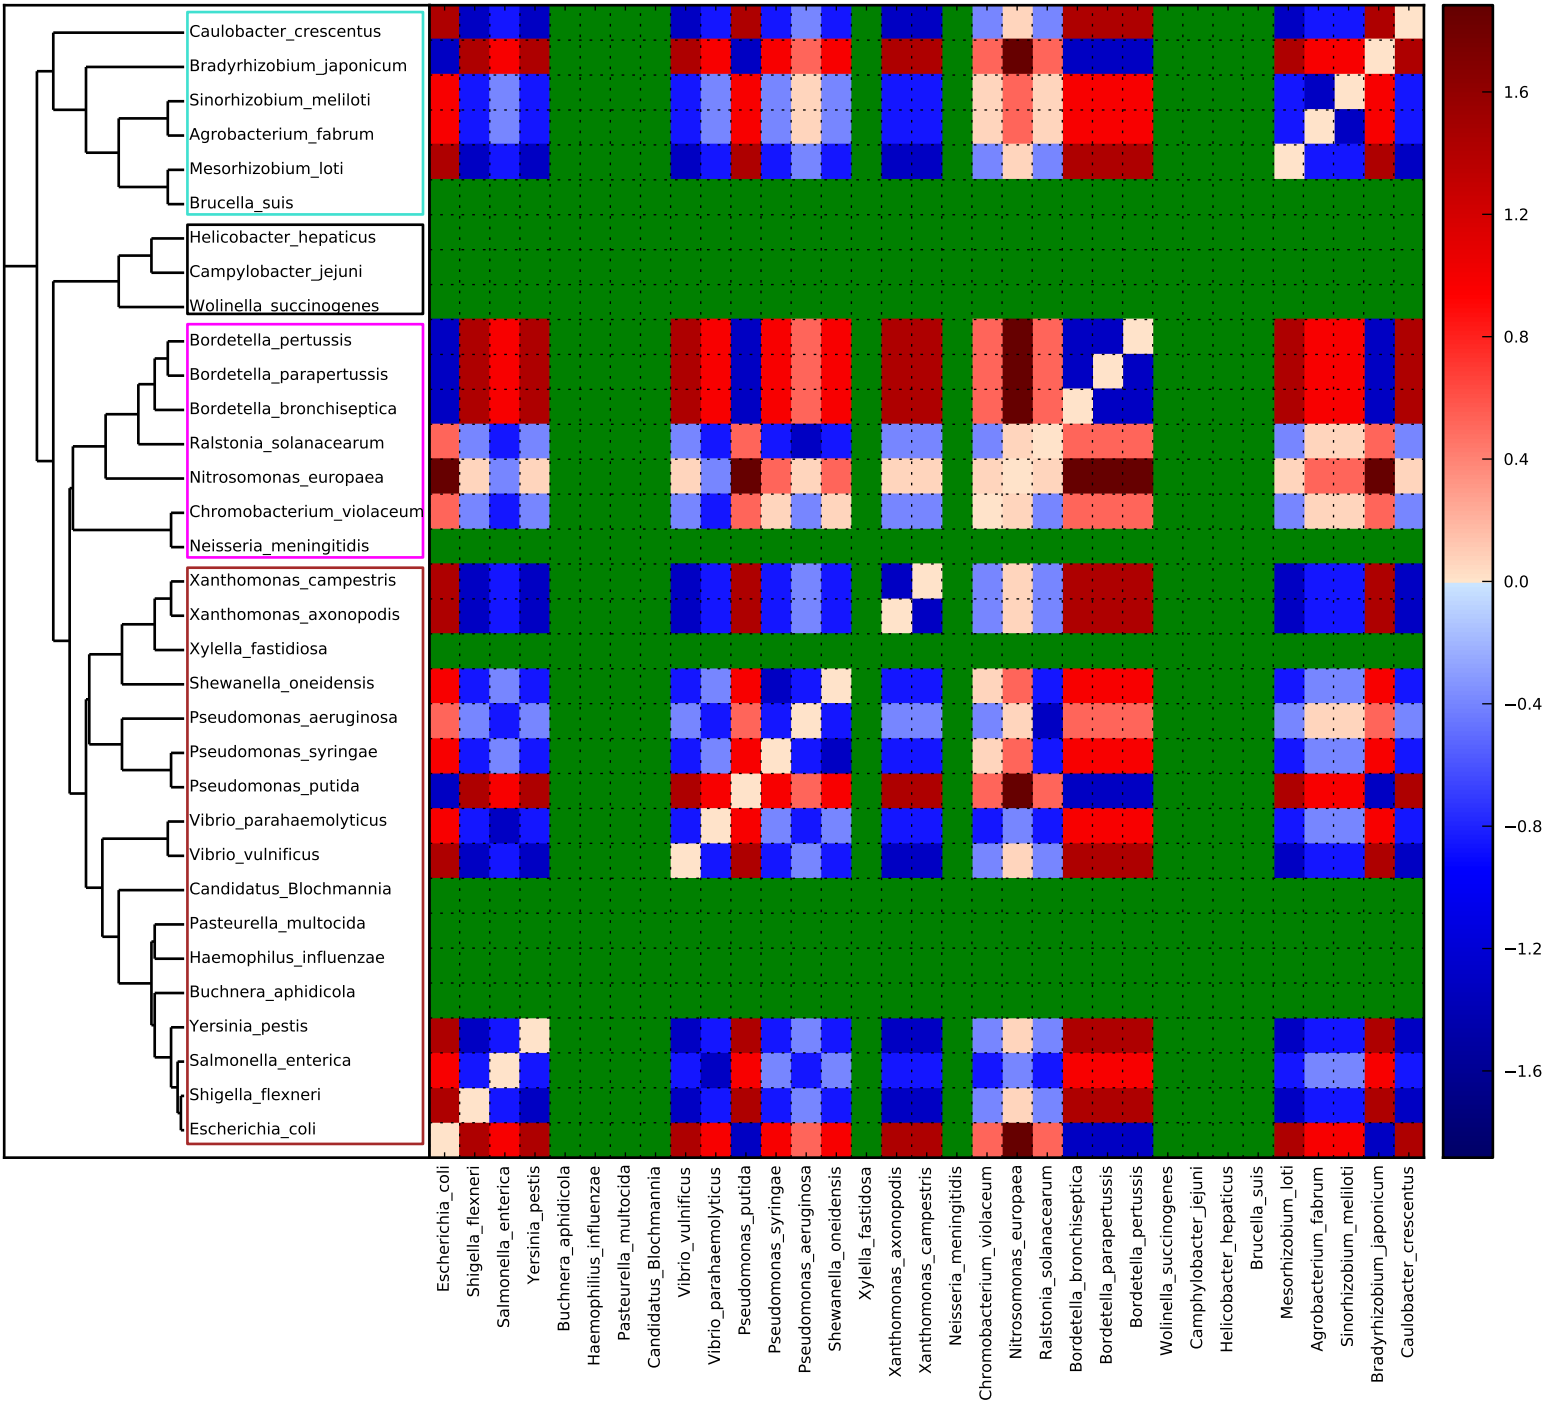 Caulobacter_crescentus
Bradyrhizobium_japonicum
Sinorhizobium_meliloti
Agrobacterium_fabrum
Mesorhizobium_loti
Brucella_suis
Helicobacter_hepaticus
Campylobacter_jejuni
Wolinella_succinogenes
Bordetella_pertussis
Bordetella_parapertussis
Bordetella_bronchiseptica
Ralstonia_solanacearum
Nitrosomonas_europaea
Chromobacterium_violaceum
Neisseria_meningitidis
Xanthomonas_campestris
Xanthomonas_axonopodis
Xylella_fastidiosa
Shewanella_oneidensis
Pseudomonas_aeruginosa
Pseudomonas_syringae
Pseudomonas_putida
Vibrio_parahaemolyticus
Vibrio_vulnificus
Candidatus_Blochmannia
Pasteurella_multocida
Haemophilus_influenzae
Buchnera_aphidicola
Yersinia_pestis
Salmonella_enterica
Shigella_flexneri
Escherichia_coli
1.6
1.2
0.8
0.4
0.0
−0.4
−0.8
−1.2
−1.6
Escherichia_coli
Shigella_flexneri
Salmonella_enterica
Yersinia_pestis
Buchnera_aphidicola
Haemophilius_influenzae
Pasteurella_multocida
Candidatus_Blochmannia
Vibrio_vulnificus
Vibrio_parahaemolyticus
Pseudomonas_putida
Pseudomonas_syringae
Pseudomonas_aeruginosa
Shewanella_oneidensis
Xylella_fastidosa
Xanthomonas_axonopodis
Xanthomonas_campestris
Neisseria_meningitidis
Chromobacterium_violaceum
Nitrosomonas_europaea
Ralstonia_solanacearum
Bordetella_bronchiseptica
Bordetella_parapertussis
Bordetella_pertussis
Wolinella_succinogenes
Camphylobacter_jejuni
Helicobacter_hepaticus
Brucella_suis
Mesorhizobium_loti
Agrobacterium_fabrum
Sinorhizobium_meliloti
Bradyrhizobium_japonicum
Caulobacter_crescentus